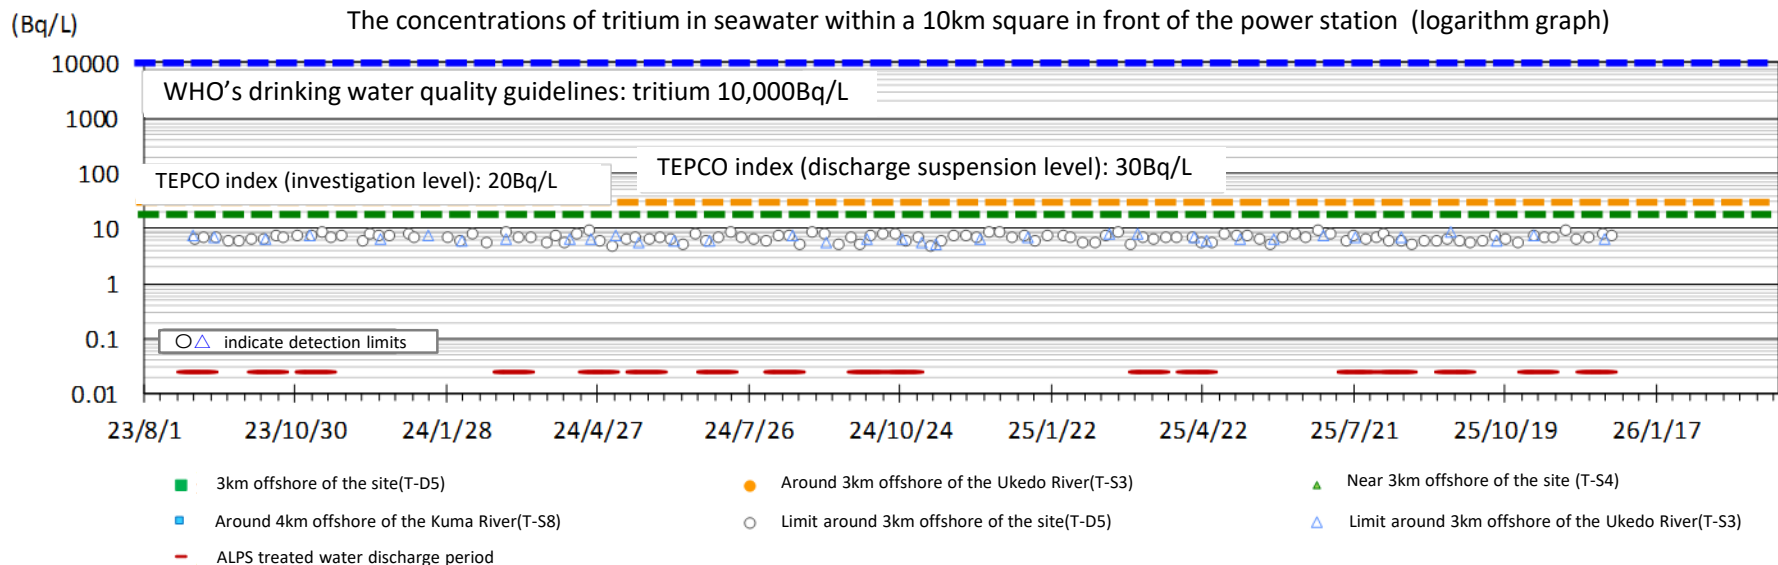 (Bq/L)
The concentrations of tritium in seawater within a 10km square in front of the power station (logarithm graph)
10000
WHO's drinking water quality guidelines: tritium 10,000Bq/L
1000
100
TEPCO index (investigation level): 20Bq/L
TEPCO index (discharge suspension level): 30Bq/L
10
1
0.1
○△ indicate detection limits
0.01
23/8/1 23/10/30 24/1/28 24/4/27 24/7/26 24/10/24 25/1/22 25/4/22 25/7/21 25/10/19 26/1/17
3km offshore of the site(T-D5)
Around 3km offshore of the Ukedo River(T-S3)
Near 3km offshore of the site (T-S4)
Around 4km offshore of the Kuma River(T-S8)
Limit around 3km offshore of the site(T-D5)
Limit around 3km offshore of the Ukedo River(T-S3)
ALPS treated water discharge period